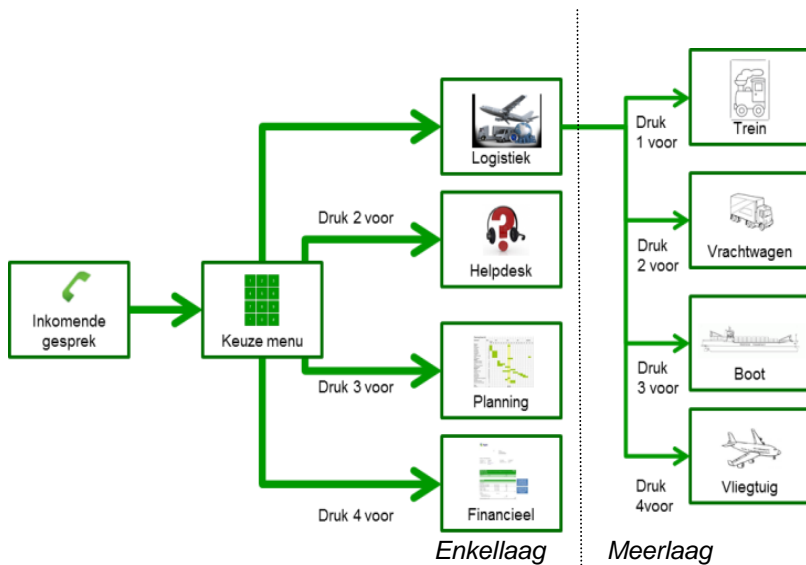 Inkomende
gesprek
Keuze menu
Logistiek
Druk 2 voor
Helpdesk
Druk 3 voor
Planning
Druk 4 voor
Financieel
Enkellaag
Druk
1 voor
Trein
Druk
2 voor
Vrachtwagen
Druk
3 voor
Boot
Druk
4voor
Vliegtuig
Meerlaag